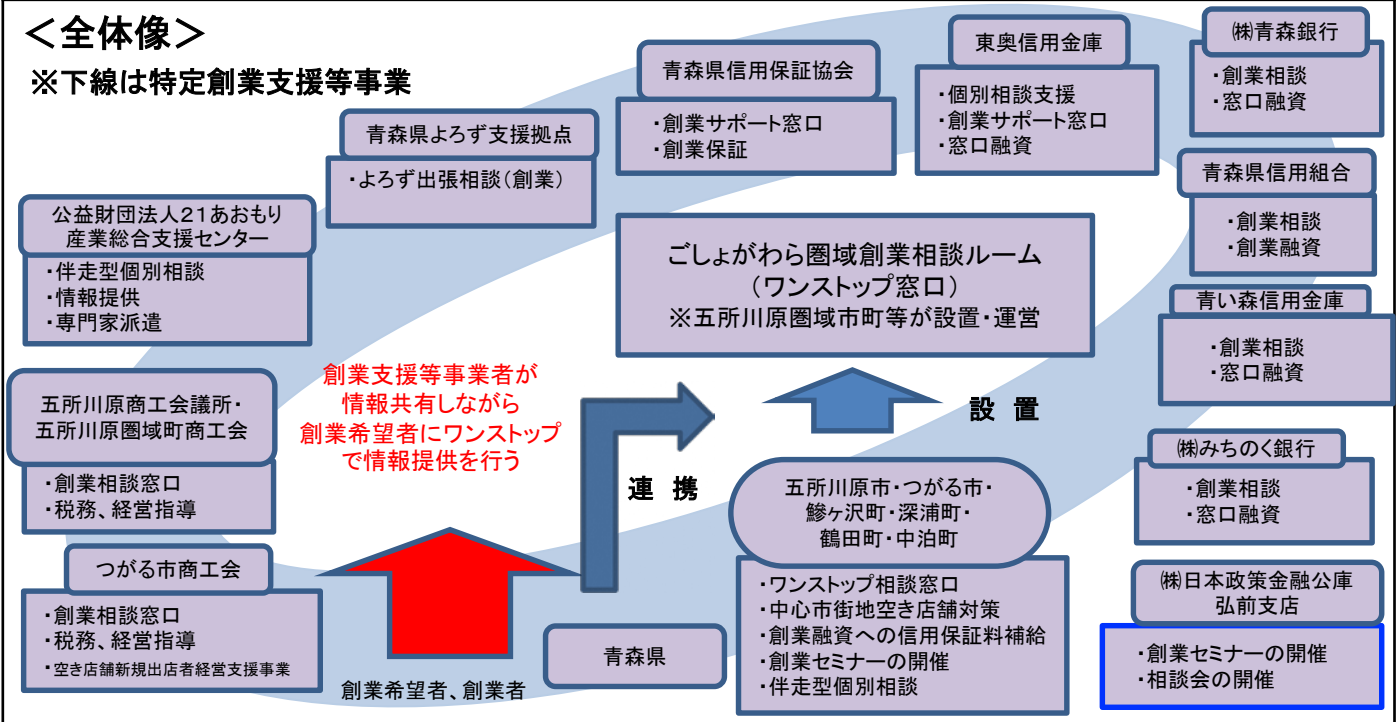 ＜全体像＞
※下線は特定創業支援等事業
青森県信用保証協会
・創業サポート窓口
・創業保証
東奥信用金庫
・個別相談支援
・創業サポート窓口
・窓口融資
㈱青森銀行
・創業相談
・窓口融資
青森県よろず支援拠点
・よろず出張相談（創業）
青森県信用組合
・創業相談
・創業融資
公益財団法人２１あおもり
産業総合支援センター
・伴走型個別相談
・情報提供
・専門家派遣
ごしょがわら圏域創業相談ルーム
（ワンストップ窓口）
※五所川原圏域市町等が設置・運営
青い森信用金庫
・創業相談
・窓口融資
五所川原商工会議所・
五所川原圏域町商工会
・創業相談窓口
・税務、経営指導
創業支援等事業者が
情報共有しながら
創業希望者にワンストップ
で情報提供を行う
連 携
設 置
㈱みちのく銀行
・創業相談
・窓口融資
つがる市商工会
・創業相談窓口
・税務、経営指導
・空き店舗新規出店者経営支援事業
創業希望者、創業者
青森県
五所川原市・つがる市・
鰺ヶ沢町・深浦町・
鶴田町・中泊町
・ワンストップ相談窓口
・中心市街地空き店舗対策
・創業融資への信用保証料補給
・創業セミナーの開催
・伴走型個別相談
㈱日本政策金融公庫
弘前支店
・創業セミナーの開催
・相談会の開催